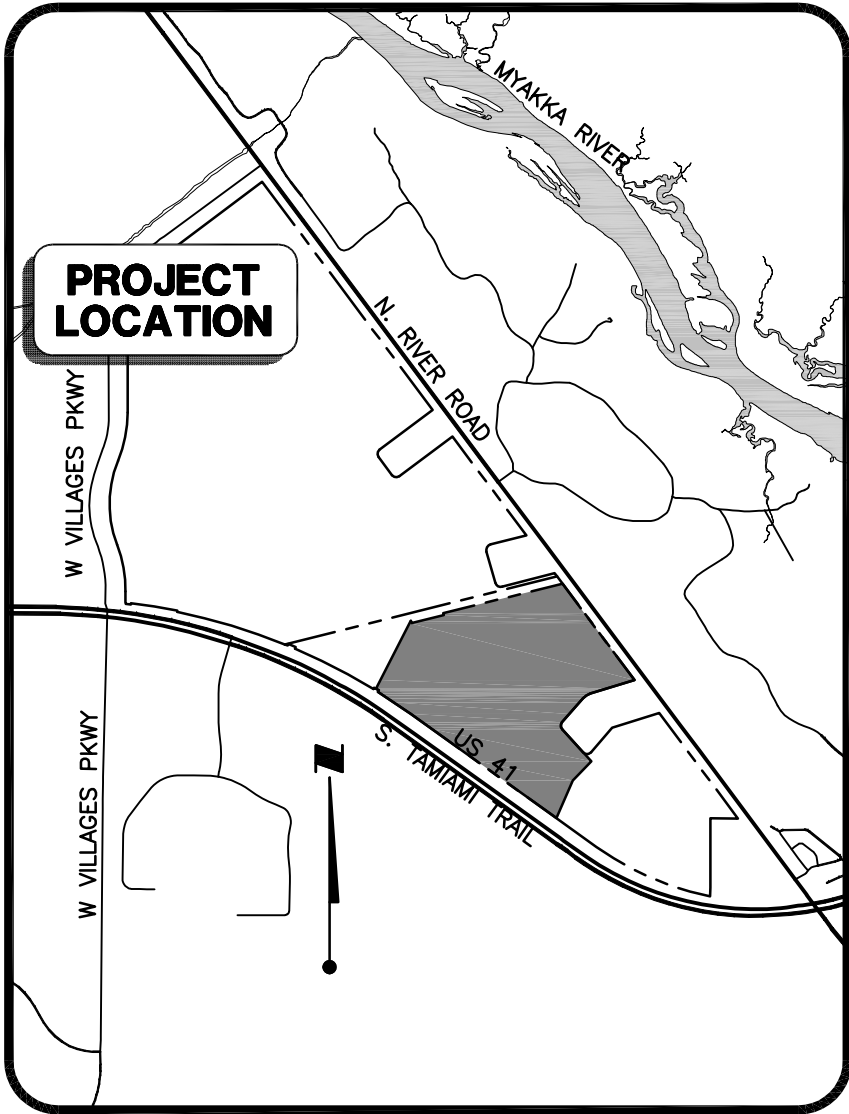 MYAKKA RIVER
PROJECT
LOCATION
N. RIVER ROAD
W VILLAGES PKWY
US 41
S. TAMIAMI TRAIL
W VILLAGES PKWY
N